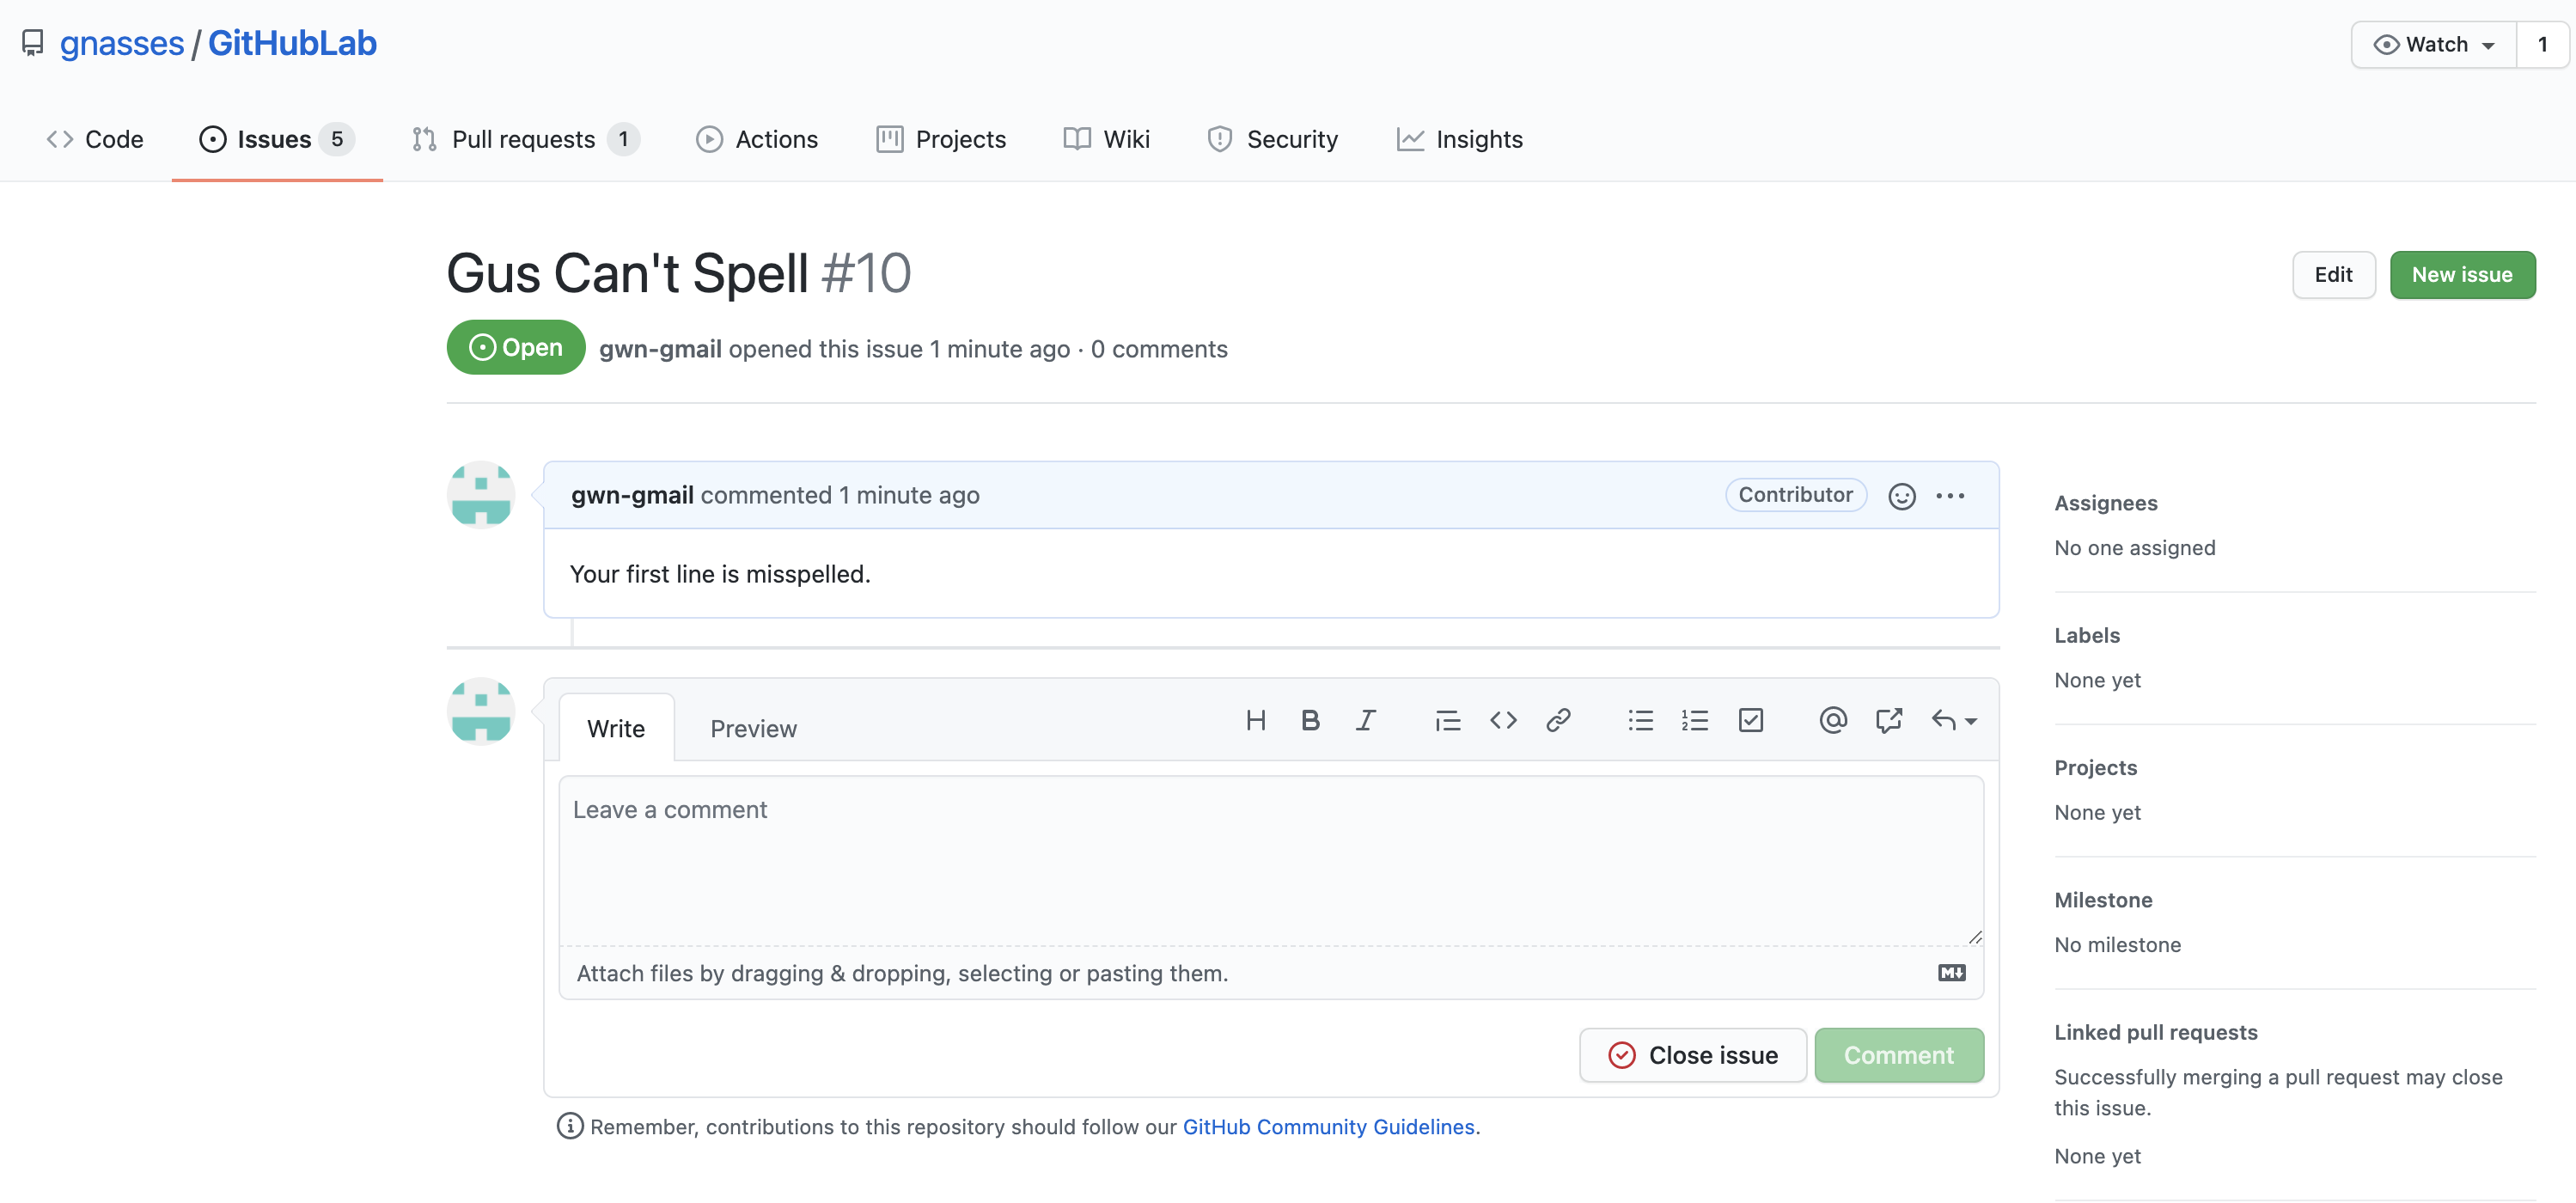 gnasses / GitHubLab
Watch 1
Code Issues 5 Pull requests 1 Actions Projects Wiki Security Insights
Gus Can't Spell #10
Edit New issue
Open gwn-gmail opened this issue 1 minute ago · 0 comments
gwn-gmail commented 1 minute ago Contributor
Your first line is misspelled.
Write Preview
Leave a comment
Attach files by dragging & dropping, selecting or pasting them.
Close issue Comment
Remember, contributions to this repository should follow our GitHub Community Guidelines.
Assignees
No one assigned
Labels
None yet
Projects
None yet
Milestone
No milestone
Linked pull requests
Successfully merging a pull request may close
this issue.
None yet